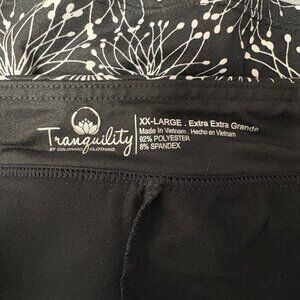 Tranquility
BY COLORADO CLOTHING.
XX-LARGE . Extra Extra Grande
Made in Vietnam . Hecho en Vietnam
92% POLYESTER
8% SPANDEX